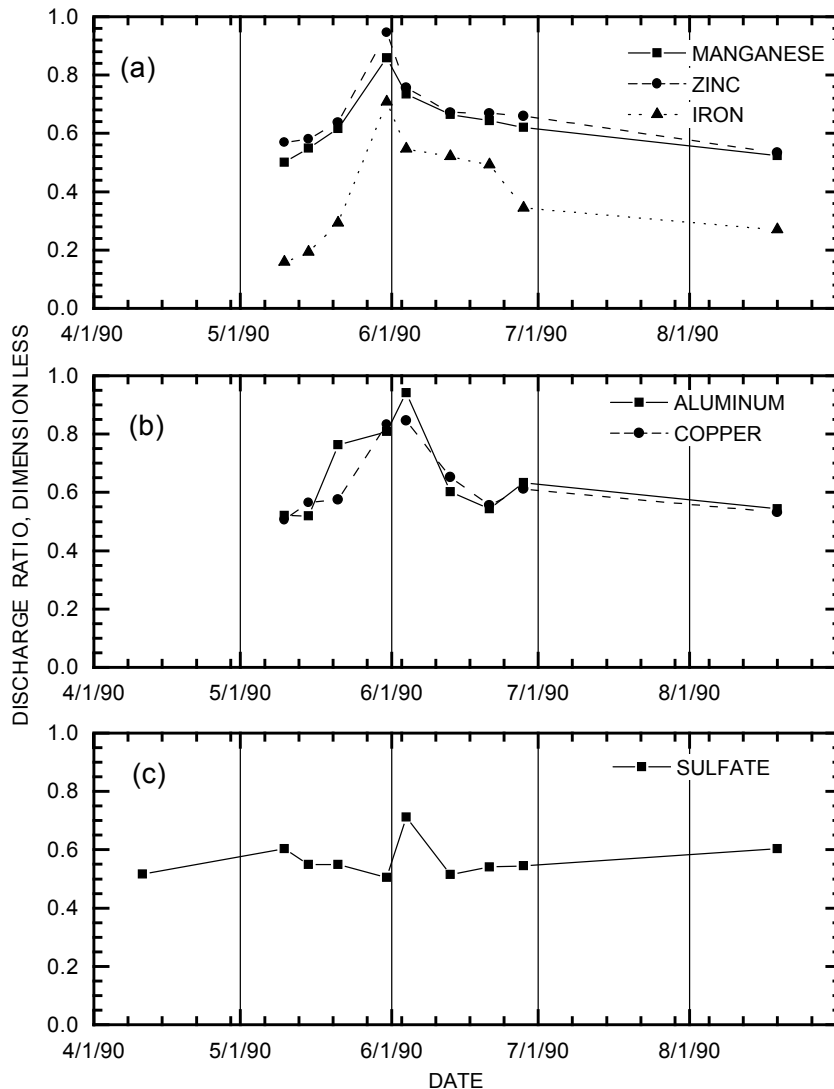 1.0
(a)
MANGANESE
0.8
ZINC
IRON
0.6
0.4
0.2
0.0
4/1/90 5/1/90 6/1/90 7/1/90 8/1/90
1.0
ALUMINUM
(b)
COPPER
0.8
0.6
0.4
0.2
0.0
4/1/90 5/1/90 6/1/90 7/1/90 8/1/90
DISCHARGE RATIO, DIMENSION LESS
1.0
(c)
SULFATE
0.8
0.6
0.4
0.2
0.0
4/1/90 5/1/90 6/1/90 7/1/90 8/1/90
DATE